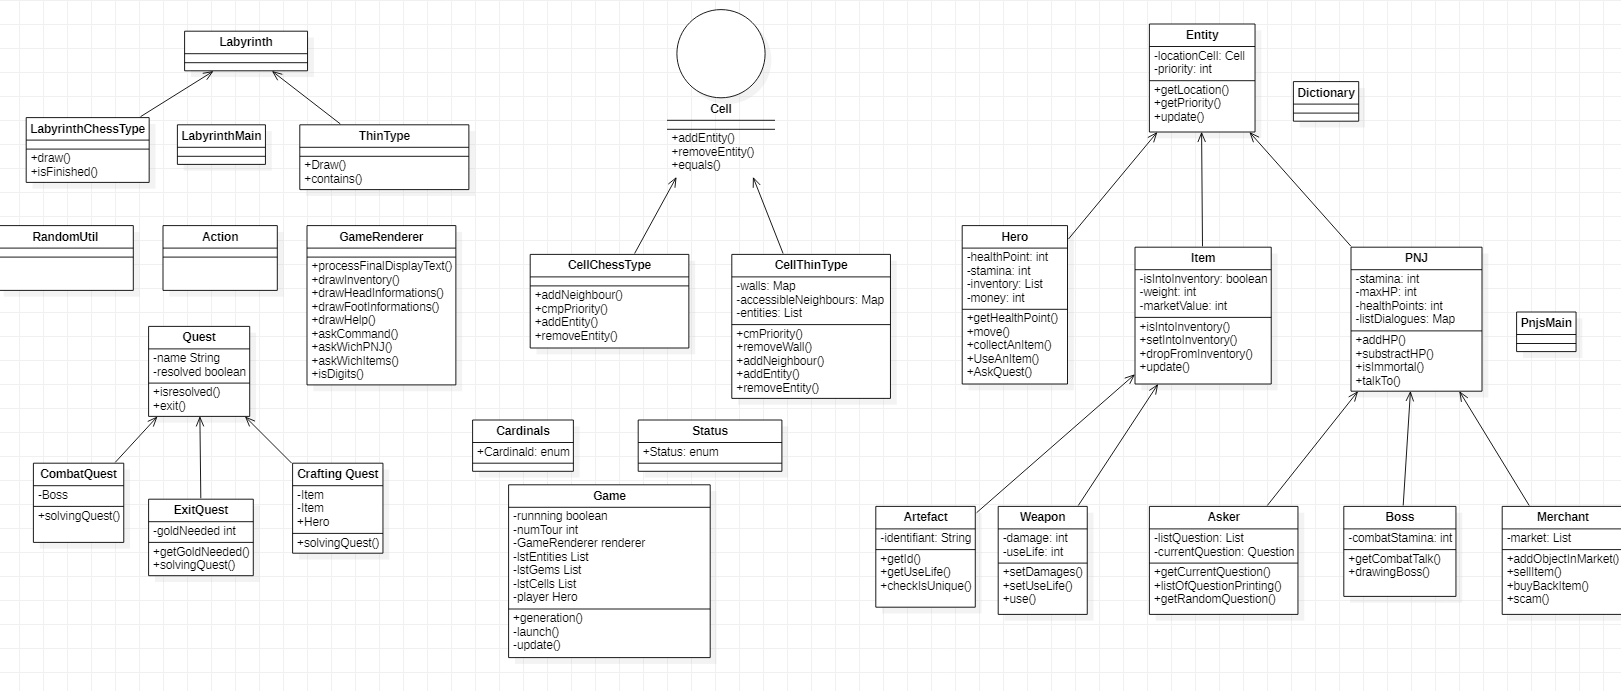 Labyrinth
LabyrinthChessType
+draw()
+isFinished()
LabyrinthMain
ThinType
+Draw()
+contains()
Cell
+addEntity()
+removeEntity()
+equals()
Entity
-locationCell: Cell
-priority: int
+getLocation()
+getPriority()
+update()
Dictionary
RandomUtil
Action
GameRenderer
+processFinalDisplayText()
+drawInventory()
+drawHeadInformations()
+drawFootInformations()
+drawHelp()
+askCommand()
+askWichPNJ()
+askWichItems()
+isDigits()
CellChessType
+addNeighbour()
+cmpPriority()
+addEntity()
+removeEntity()
CellThinType
-walls: Map
-accessibleNeighbours: Map
-entities: List
+cmPriority()
+removeWall()
+addNeighbour()
+addEntity()
+removeEntity()
Hero
-healthPoint: int
-stamina: int
-inventory: List
-money: int
+getHealthPoint()
+move()
+collectAnItem()
+UseAnItem()
+AskQuest()
Item
-isIntoInventory: boolean
-weight: int
-marketValue: int
+isIntoInventory()
+setIntoInventory()
+dropFromInventory()
+update()
PNJ
-stamina: int
-maxHP: int
-healthPoints: int
-listDialogues: Map
+addHP()
+substractHP()
+isImmortal()
+talkTo()
PnjsMain
Quest
-name String
-resolved boolean
+isresolved()
+exit()
CombatQuest
-Boss
+solvingQuest()
ExitQuest
-goldNeeded int
+getGoldNeeded()
+solvingQuest()
Crafting Quest
-Item
-Item
+Hero
+solvingQuest()
Cardinals
+Cardinald: enum
Status
+Status: enum
Game
-runnning boolean
-numTour int
-GameRenderer renderer
-lstEntities List
-lstGems List
-lstCells List
-player Hero
+generation()
-launch()
-update()
Artefact
-identifiant: String
+getId()
+getUseLife()
+checkIsUnique()
Weapon
-damage: int
-useLife: int
+setDamages()
+setUseLife()
+use()
Asker
-listQuestion: List
-currentQuestion: Question
+getCurrentQuestion()
+listOfQuestionPrinting()
+getRandomQuestion()
Boss
-combatStamina: int
+getCombatTalk()
+drawingBoss()
Merchant
-market: List
+addObjectInMarket()
+sellItem()
+buyBackItem()
+scam()